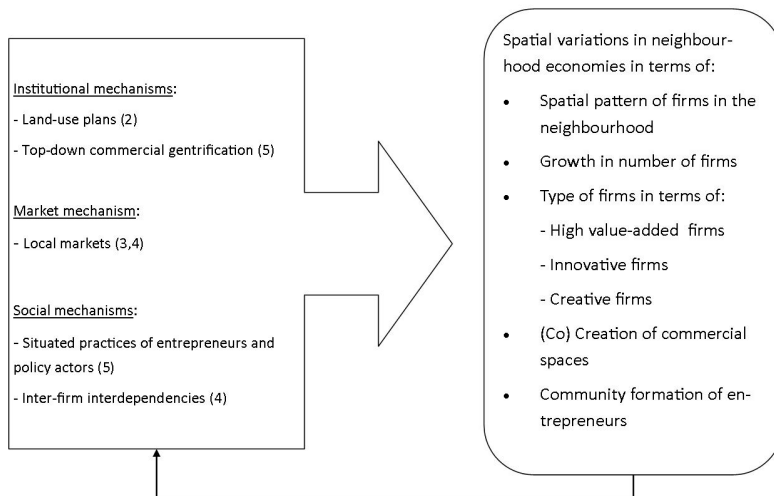 Institutional mechanisms:
- Land-use plans (2)
- Top-down commercial gentrification (5)
Market mechanism:
- Local markets (3,4)
Social mechanisms:
- Situated practices of entrepreneurs and
policy actors (5)
- Inter-firm interdependencies (4)
Spatial variations in neighbour-
hood economies in terms of:
• Spatial pattern of firms in the
neighbourhood
• Growth in number of firms
• Type of firms in terms of:
- High value-added firms
- Innovative firms
- Creative firms
• (Co) Creation of commercial
spaces
• Community formation of en-
trepreneurs